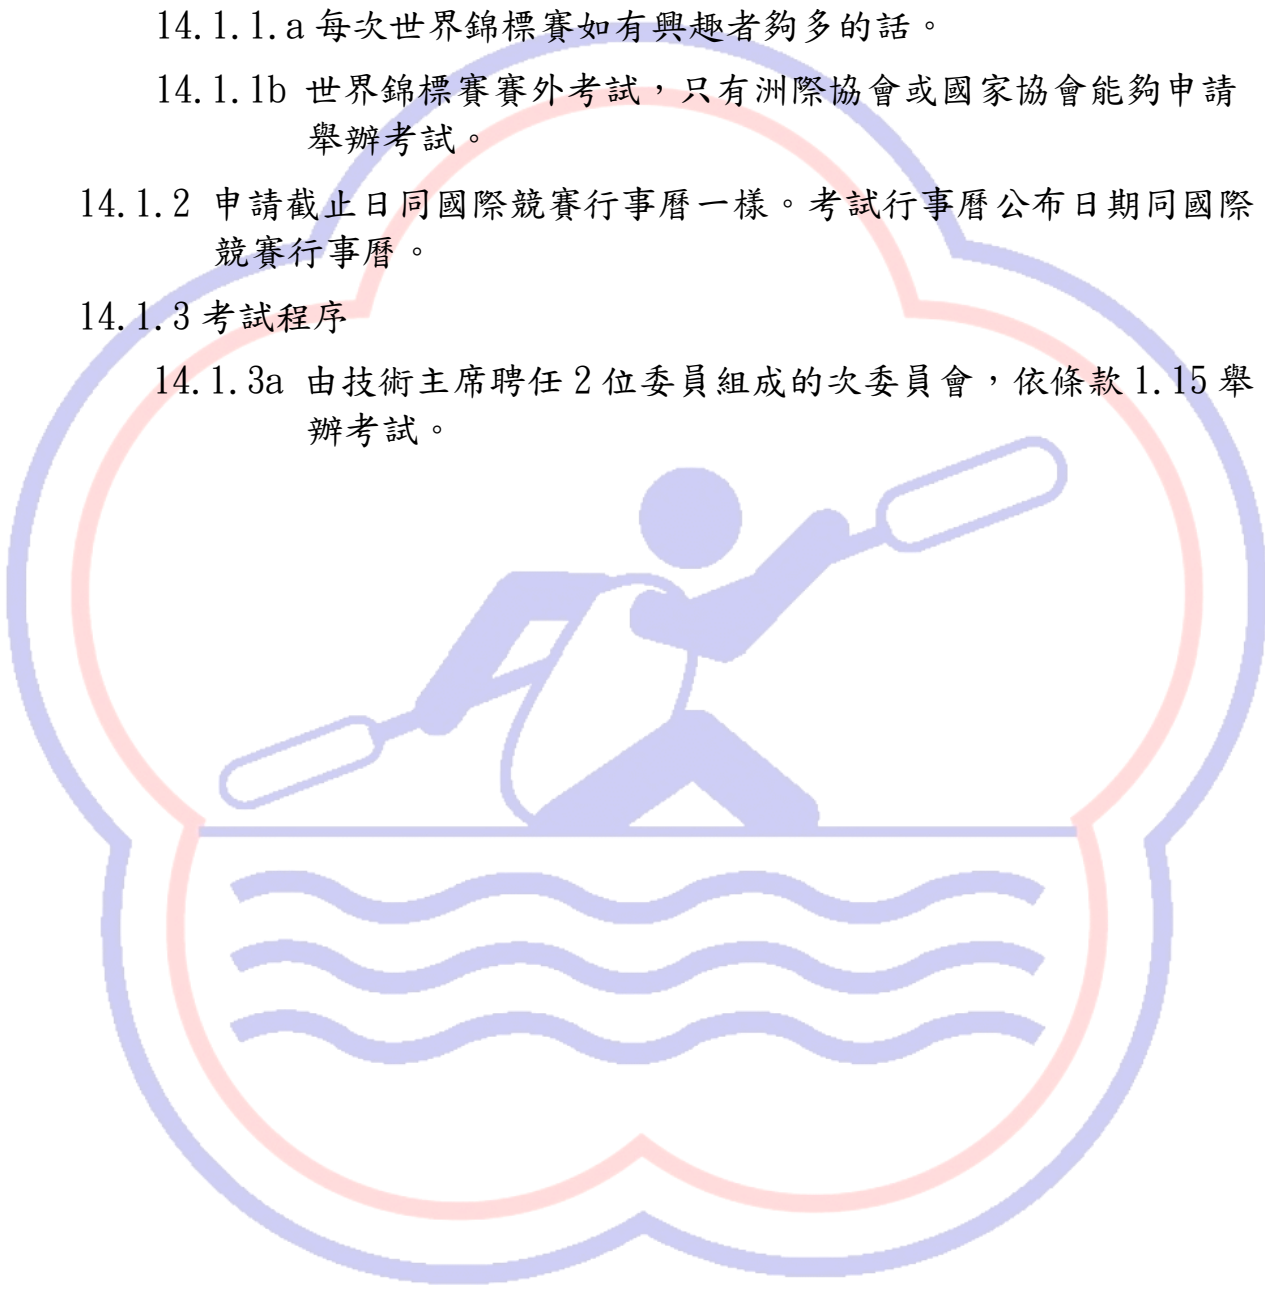 14.1.1.a 每次世界錦標賽如有興趣者夠多的話。
14.1.1b 世界錦標賽賽外考試，只有洲際協會或國家協會能夠申請
舉辦考試。
14.1.2 申請截止日同國際競賽行事曆一樣。考試行事曆公布日期同國際
競賽行事曆。
14.1.3 考試程序
14.1.3a 由技術主席聘任 2 位委員組成的次委員會，依條款 1.15 舉
辦考試。